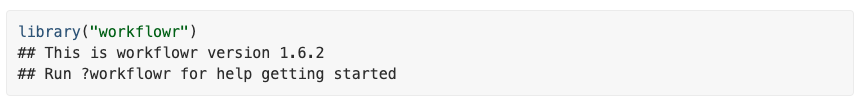 library("workflowr")
## This is workflowr version 1.6.2
## Run ?workflowr for help getting started